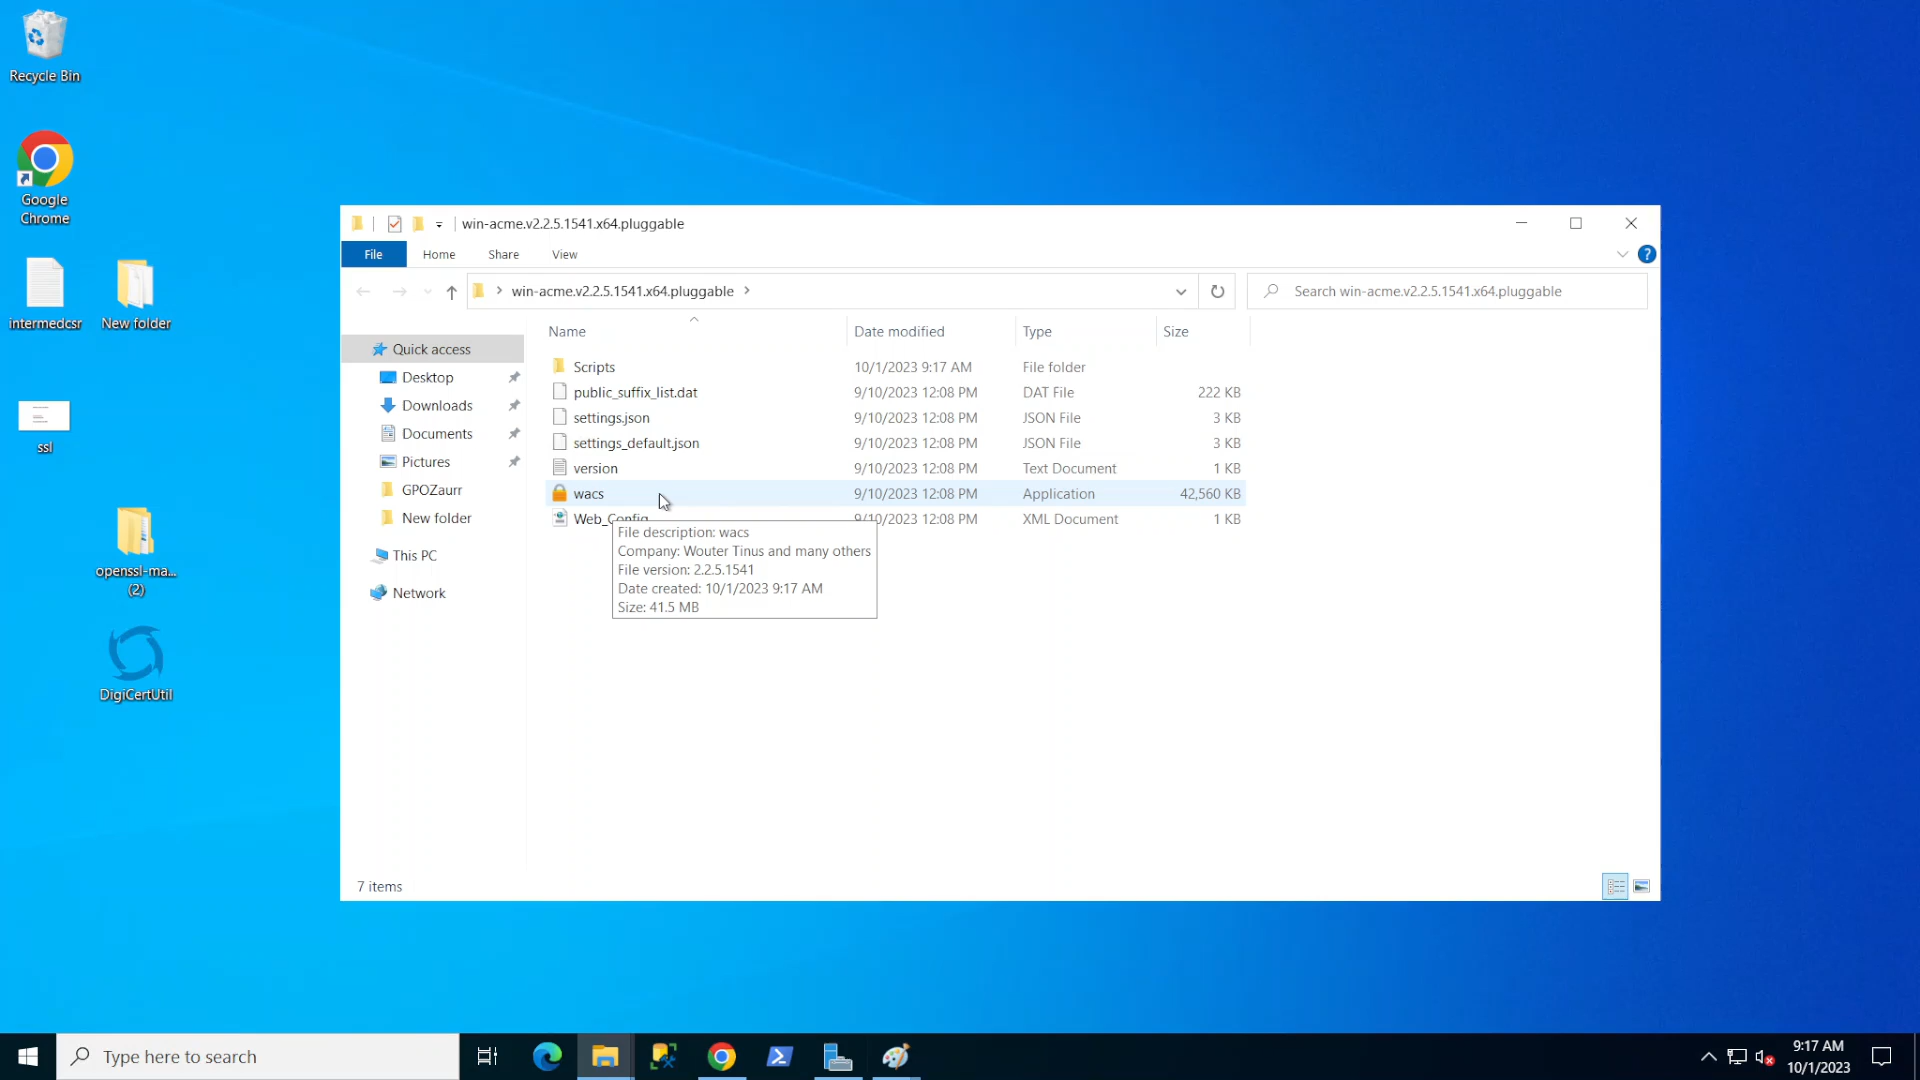 Recycle Bin
Google
Chrome
intermedcsr
New folder
ssl
openssl-ma...
(2)
DigiCertUtil
win-acme.v2.2.5.1541.x64.pluggable
File
Home
Share
View
win-acme.v2.2.5.1541.x64.pluggable
Search win-acme.v2.2.5.1541.x64.pluggable
Quick access
Desktop
Downloads
Documents
Pictures
GPOZaurr
New folder
This PC
Network
Name Date modified Type Size
Scripts 10/1/2023 9:17 AM File folder
public_suffix_list.dat 9/10/2023 12:08 PM DAT File 222 KB
settings.json 9/10/2023 12:08 PM JSON File 3 KB
settings_default.json 9/10/2023 12:08 PM JSON File 3 KB
version 9/10/2023 12:08 PM Text Document 1 KB
wacs 9/10/2023 12:08 PM Application 42,560 KB
Web_Config 9/10/2023 12:08 PM XML Document 1 KB
File description: wacs
Company: Wouter Tinus and many others
File version: 2.2.5.1541
Date created: 10/1/2023 9:17 AM
Size: 41.5 MB
7 items
Type here to search
9:17 AM
10/1/2023